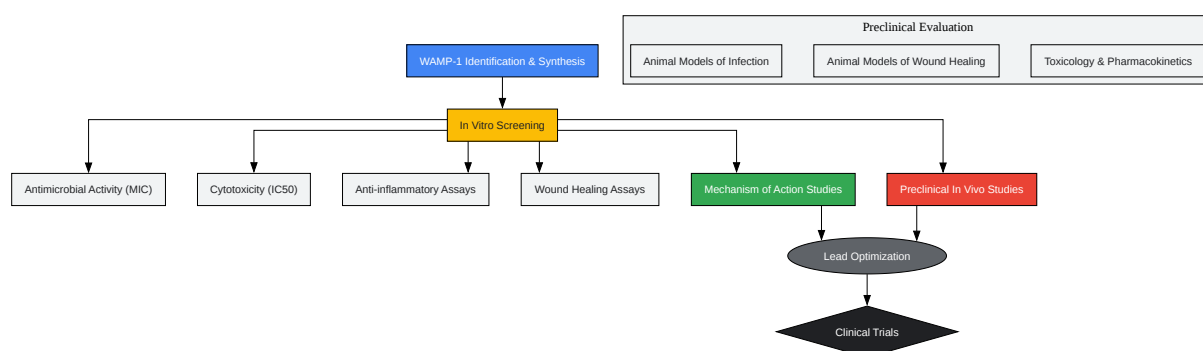 Preclinical Evaluation
WAMP-1 Identification & Synthesis
Animal Models of Infection
Animal Models of Wound Healing
Toxicology & Pharmacokinetics
In Vitro Screening
Antimicrobial Activity (MIC)
Cytotoxicity (IC50)
Anti-inflammatory Assays
Wound Healing Assays
Mechanism of Action Studies
Preclinical In Vivo Studies
Lead Optimization
Clinical Trials